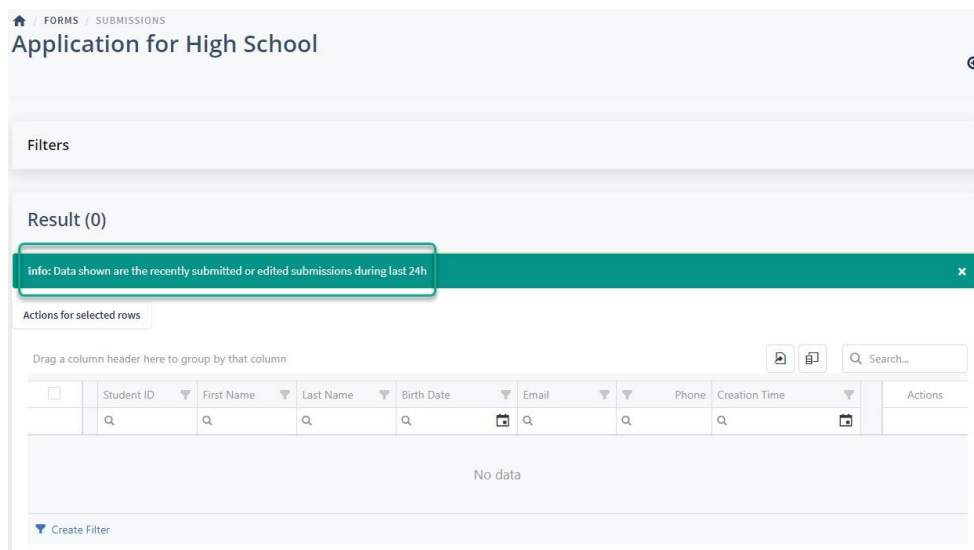 / FORMS / SUBMISSIONS
Application for High School
Filters
Result (0)
info: Data shown are the recently submitted or edited submissions during last 24h ×
Actions for selected rows
Drag a column header here to group by that column Search...
Student ID First Name Last Name Birth Date Email Phone Creation Time Actions
No data
Create Filter